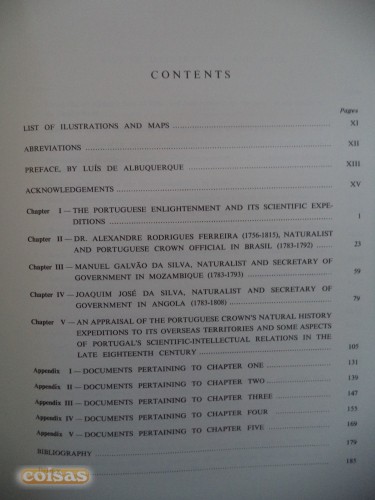 CONTENTS
Pages
LIST OF ILUSTRATIONS AND MAPS XI
ABREVIATIONS XII
PREFACE, BY LUÍS DE ALBUQUERQUE XIII
ACKNOWLEDGEMENTS XV
Chapter I — THE PORTUGUESE ENLIGHTENMENT AND ITS SCIENTIFIC EXPE-
DITIONS 1
Chapter II — DR. ALEXANDRE RODRIGUES FERREIRA (1756-1815), NATURALIST
AND PORTUGUESE CROWN OFFICIAL IN BRASIL (1783-1792) 23
Chapter III — MANUEL GALVÃO DA SILVA, NATURALIST AND SECRETARY OF
GOVERNMENT IN MOZAMBIQUE (1783-1793) 59
Chapter IV — JOAQUIM JOSÉ DA SILVA, NATURALIST AND SECRETARY OF
GOVERNMENT IN ANGOLA (1783-1808) 79
Chapter V — AN APPRAISAL OF THE PORTUGUESE CROWN'S NATURAL HISTORY
EXPEDITIONS TO ITS OVERSEAS TERRITORIES AND SOME ASPECTS
OF PORTUGAL'S SCIENTIFIC-INTELLECTUAL RELATIONS IN THE
LATE EIGHTEENTH CENTURY 105
Appendix I — DOCUMENTS PERTAINING TO CHAPTER ONE 131
Appendix II — DOCUMENTS PERTAINING TO CHAPTER TWO 139
Appendix III — DOCUMENTS PERTAINING TO CHAPTER THREE 147
Appendix IV — DOCUMENTS PERTAINING TO CHAPTER FOUR 155
Appendix V — DOCUMENTS PERTAINING TO CHAPTER FIVE 169
179
BIBLIOGRAPHY 185
coisas